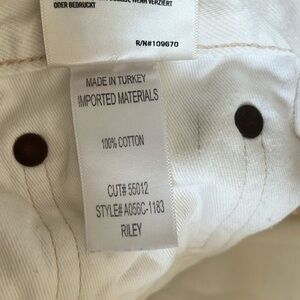 ODER BEDRUCKT
R/N#109670
MADE IN TURKEY
IMPORTED MATERIALS
100% COTTON
CUT# 55012
STYLE# A056C-1183
RILEY